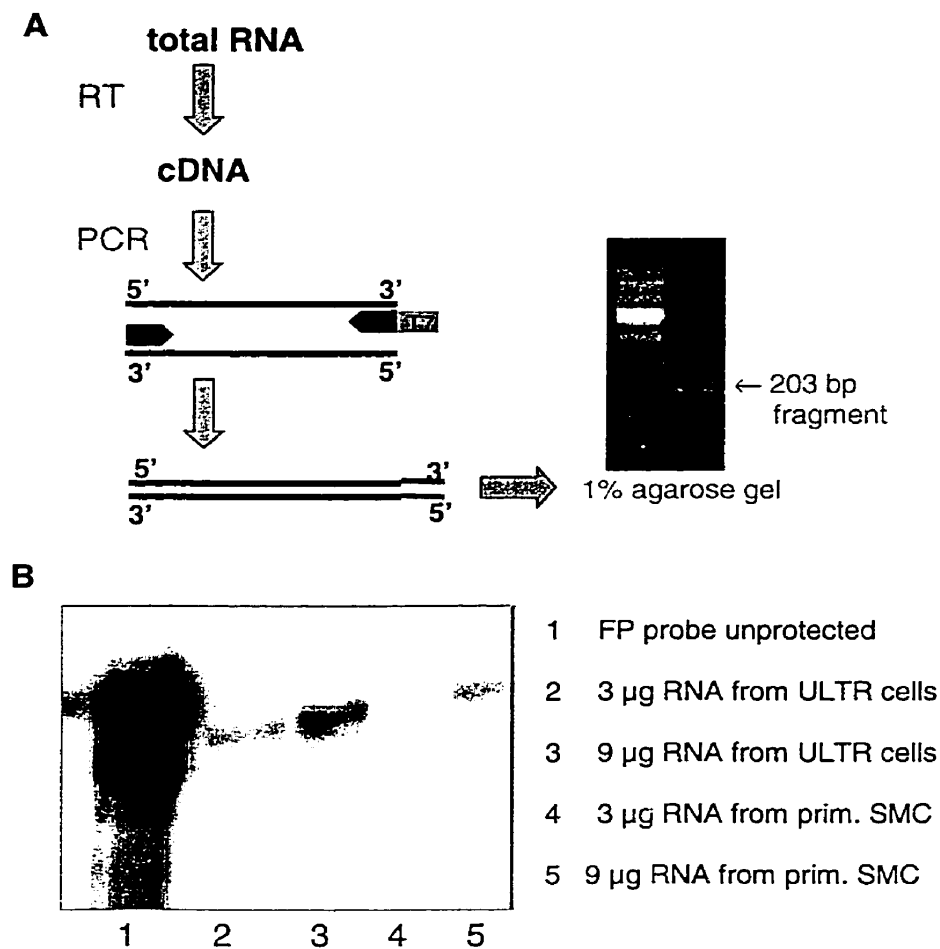 A
total RNA
RT
cDNA
PCR
5' 3'
T7
3' 5'
5' 3'
3' 5'
← 203 bp
fragment
1% agarose gel
B
1 FP probe unprotected
2 3 µg RNA from ULTR cells
3 9 µg RNA from ULTR cells
4 3 µg RNA from prim. SMC
5 9 µg RNA from prim. SMC
1 2 3 4 5